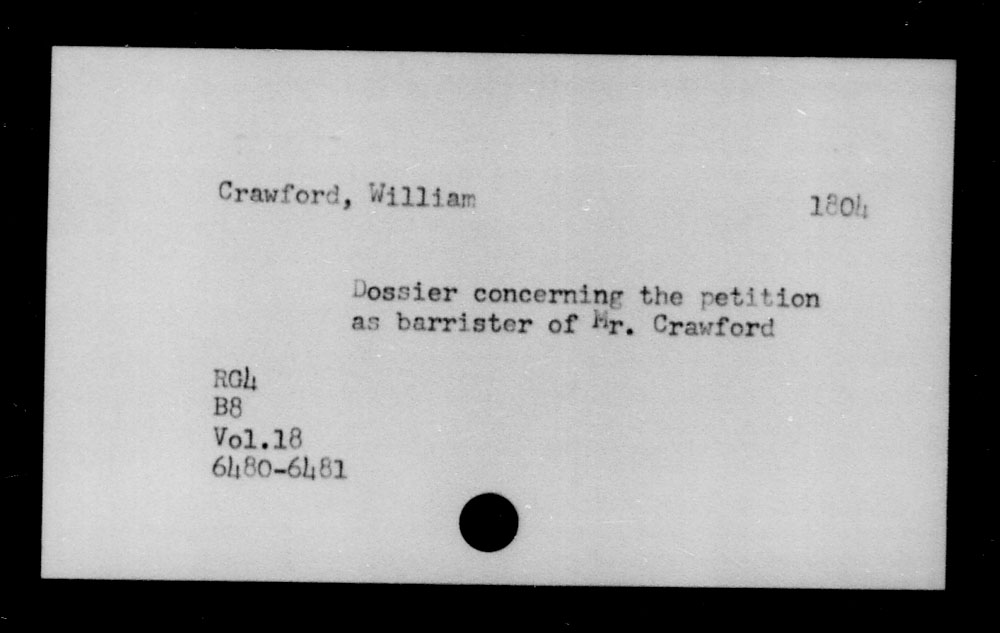 Crawford, William 1804
Dossier concerning the petition
as barrister of Mr. Crawford
RG4
B8
Vol.18
6480-6481